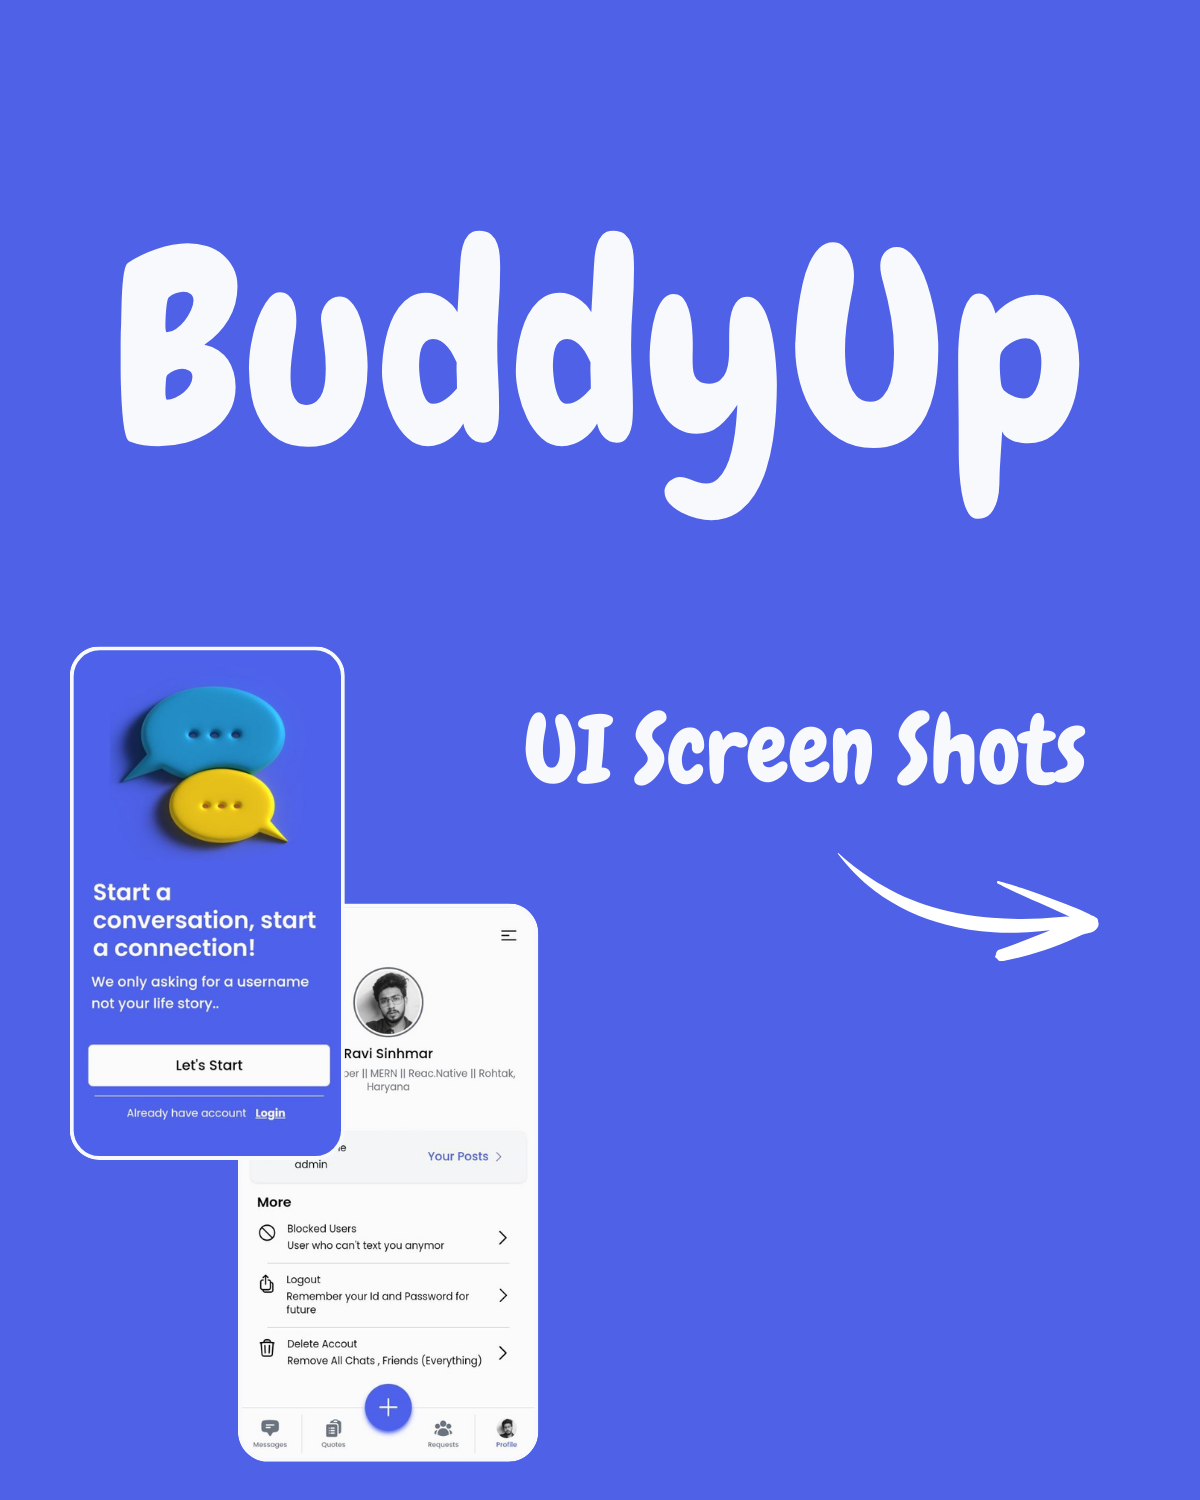 BuddyUp
UI Screen Shots
Start a
conversation, start
a connection!
We only asking for a username
not your life story..
Let's Start
Already have account Login
Ravi Sinhmar
|| MERN || Reac.Native || Rohtak,
Haryana
admin
Your Posts
More
Blocked Users
User who can't text you anymor
Logout
Remember your Id and Password for
future
Delete Accout
Remove All Chats , Friends (Everything)
Messages
Quotes
Requests
Profile